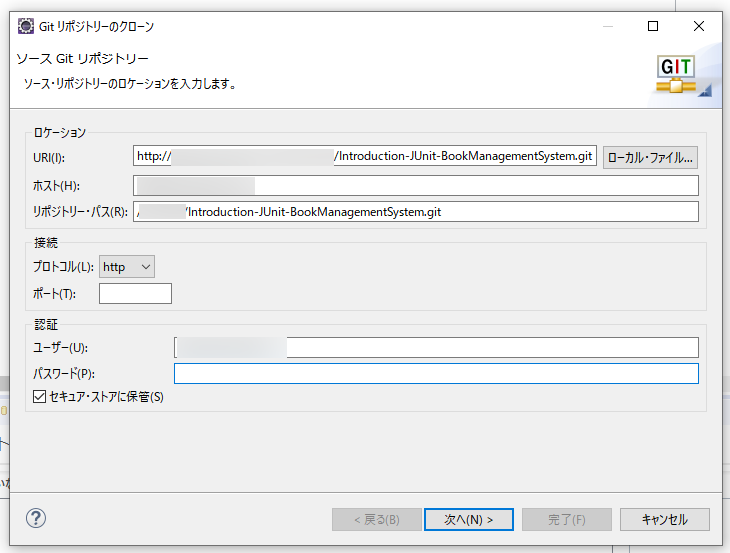 Git リポジトリーのクローン
ソース Git リポジトリー
ソース・リポジトリーのロケーションを入力します。
GIT
ロケーション
URI(I): http:// /Introduction-JUnit-BookManagementSystem.git ローカル・ファイル...
ホスト(H):
リポジトリー・パス(R): / /Introduction-JUnit-BookManagementSystem.git
接続
プロトコル(L): http
ポート(T):
認証
ユーザー(U):
パスワード(P):
セキュア・ストアに保管(S)
? < 戻る(B) 次へ(N) > 完了(F) キャンセル